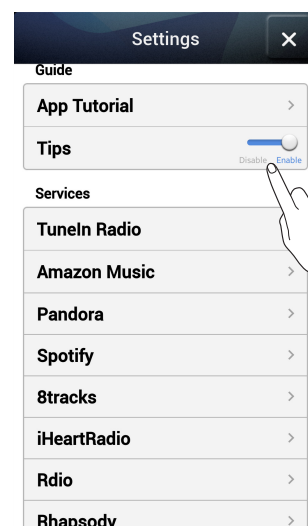 Settings
Guide
App Tutorial
Tips
Disable Enable
Services
TuneIn Radio
Amazon Music
Pandora
Spotify
8tracks
iHeartRadio
Rdio
Rhapsody